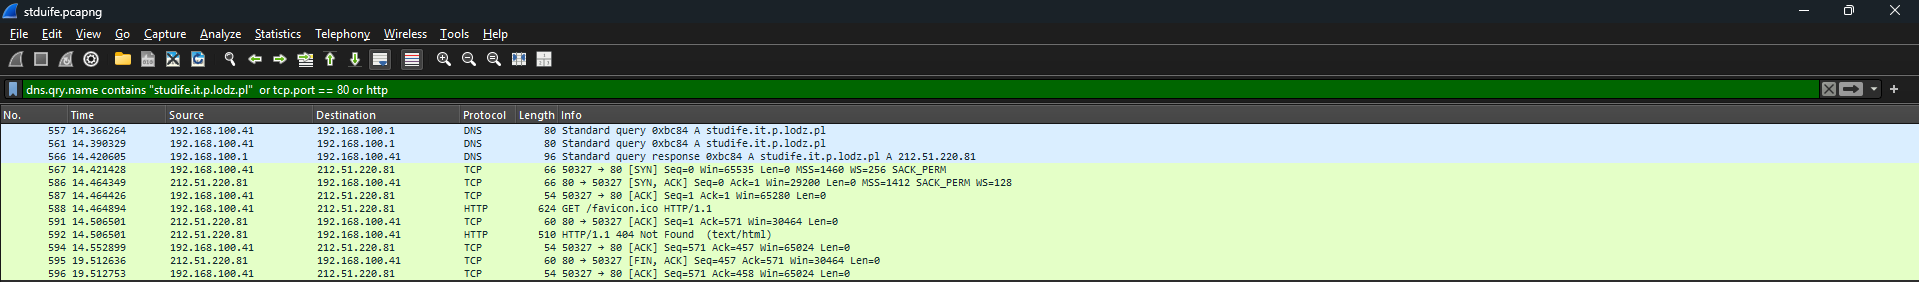 stduife.pcapng
File Edit View Go Capture Analyze Statistics Telephony Wireless Tools Help
dns.qry.name contains "studife.it.p.lodz.pl"  or tcp.port == 80 or http
No. Time Source Destination Protocol Length Info
557 14.366264 192.168.100.41 192.168.100.1 DNS 80 Standard query 0xbc84 A studife.it.p.lodz.pl
561 14.390329 192.168.100.41 192.168.100.1 DNS 80 Standard query 0xbc84 A studife.it.p.lodz.pl
566 14.420605 192.168.100.1 192.168.100.41 DNS 96 Standard query response 0xbc84 A studife.it.p.lodz.pl A 212.51.220.81
567 14.421428 192.168.100.41 212.51.220.81 TCP 66 50327 → 80 [SYN] Seq=0 Win=65535 Len=0 MSS=1460 WS=256 SACK_PERM
586 14.464349 212.51.220.81 192.168.100.41 TCP 66 80 → 50327 [SYN, ACK] Seq=0 Ack=1 Win=29200 Len=0 MSS=1412 SACK_PERM WS=128
587 14.464426 192.168.100.41 212.51.220.81 TCP 54 50327 → 80 [ACK] Seq=1 Ack=1 Win=65280 Len=0
588 14.464894 192.168.100.41 212.51.220.81 HTTP 624 GET /favicon.ico HTTP/1.1
591 14.506501 212.51.220.81 192.168.100.41 TCP 60 80 → 50327 [ACK] Seq=1 Ack=571 Win=30464 Len=0
592 14.506501 212.51.220.81 192.168.100.41 HTTP 510 HTTP/1.1 404 Not Found  (text/html)
594 14.552899 192.168.100.41 212.51.220.81 TCP 54 50327 → 80 [ACK] Seq=571 Ack=457 Win=65024 Len=0
595 19.512636 212.51.220.81 192.168.100.41 TCP 60 80 → 50327 [FIN, ACK] Seq=457 Ack=571 Win=30464 Len=0
596 19.512753 192.168.100.41 212.51.220.81 TCP 54 50327 → 80 [ACK] Seq=571 Ack=458 Win=65024 Len=0